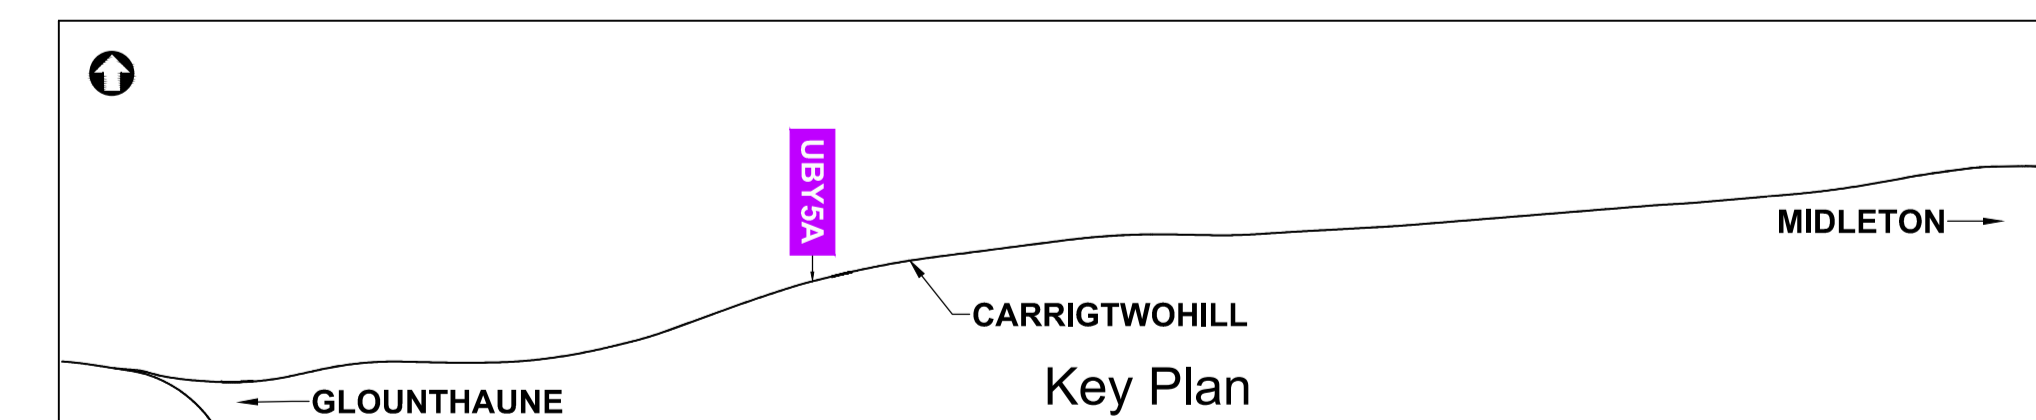 UBY5A
MIDLETON
CARRIGTWOHILL
Key Plan
GLOUNTHAUNE